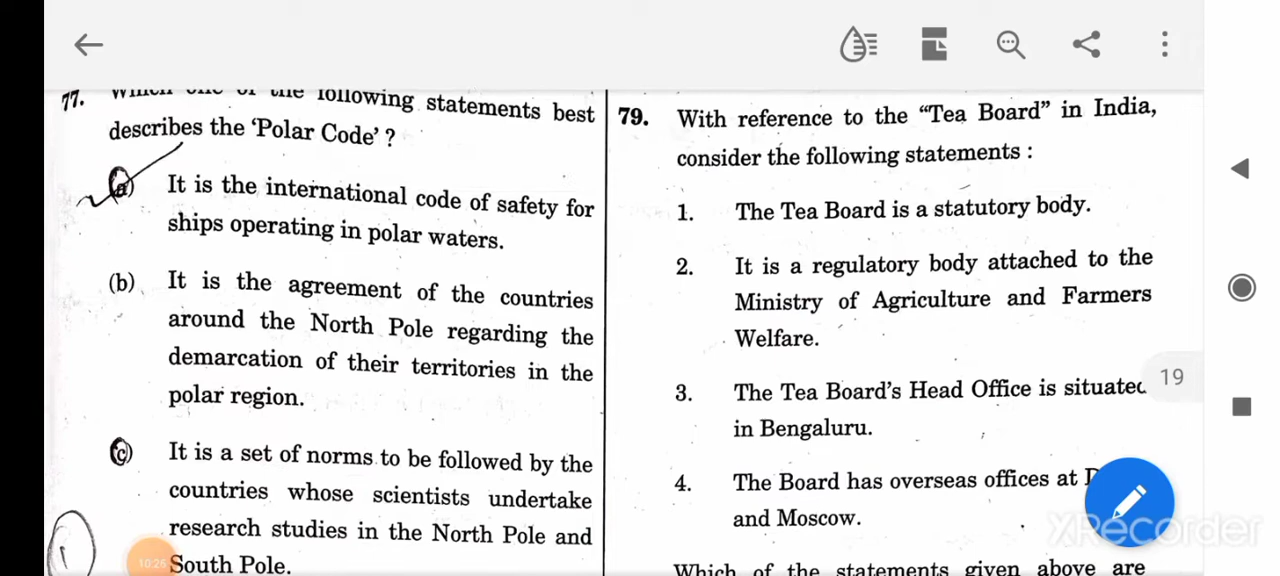 77. Which one of the following statements best
describes the 'Polar Code' ?
(a) It is the international code of safety for
ships operating in polar waters.
(b) It is the agreement of the countries
around the North Pole regarding the
demarcation of their territories in the
polar region.
(c) It is a set of norms to be followed by the
countries whose scientists undertake
research studies in the North Pole and
South Pole.
10:26
79. With reference to the "Tea Board" in India,
consider the following statements :
1. The Tea Board is a statutory body.
2. It is a regulatory body attached to the
Ministry of Agriculture and Farmers
Welfare.
3. The Tea Board's Head Office is situated
in Bengaluru.
4. The Board has overseas offices at
and Moscow.
Which of the statements given above are
19
XRecorder